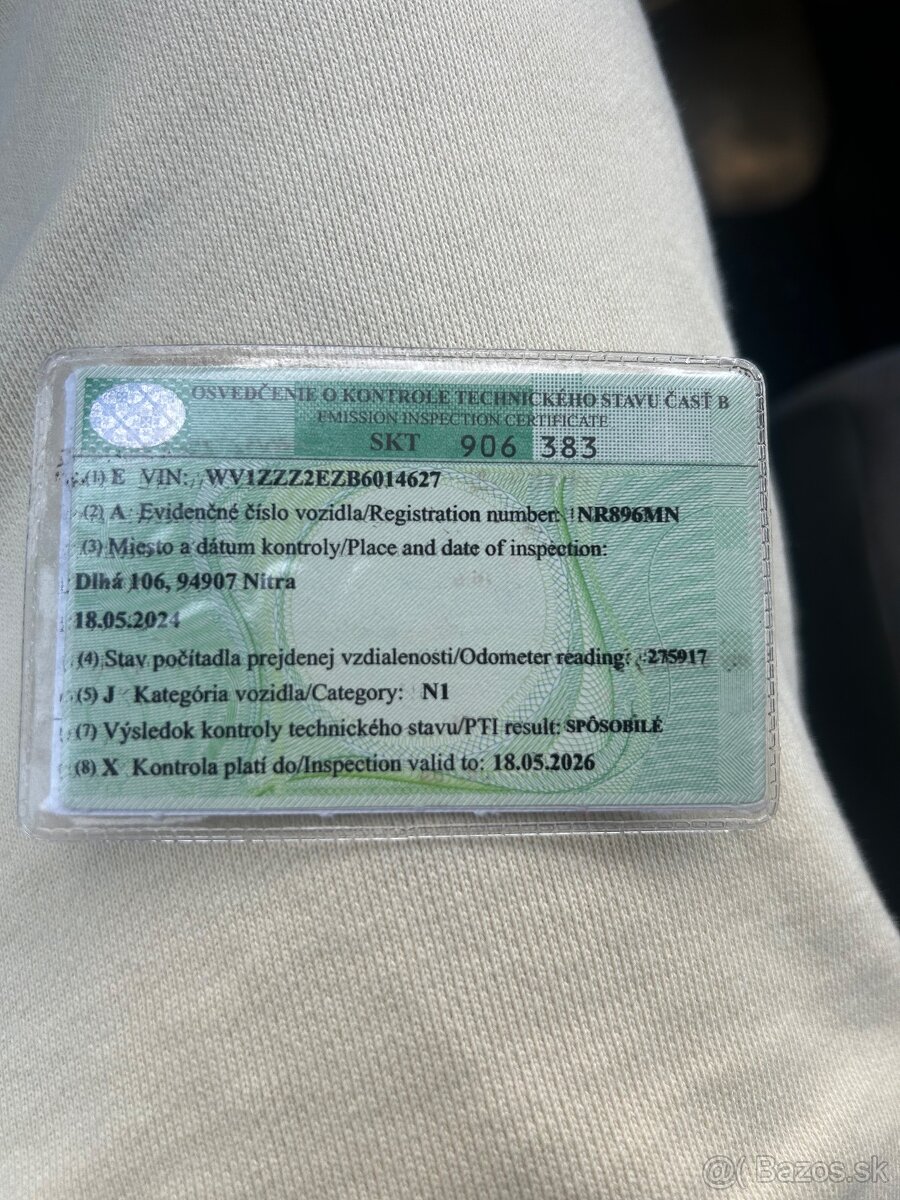 OSVEDČENIE O KONTROLE TECHNICKÉHO STAVU ČASŤ B
EMISSION INSPECTION CERTIFICATE
SKT 906 383
(1) E VIN: WV1ZZZ2EZB6014627
(2) A Evidenčné číslo vozidla/Registration number: NR896MN
(3) Miesto a dátum kontroly/Place and date of inspection:
Dlhá 106, 94907 Nitra
18.05.2024
(4) Stav počítadla prejdenej vzdialenosti/Odometer reading: 275917
(5) J Kategória vozidla/Category: N1
(7) Výsledok kontroly technického stavu/PTI result: SPÔSOBILÉ
(8) X Kontrola platí do/Inspection valid to: 18.05.2026
@( Bazos.sk